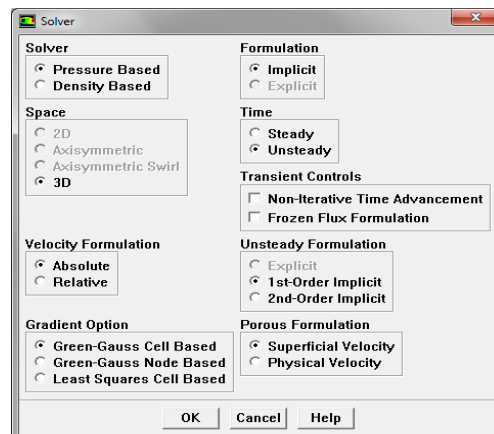 Solver
Solver
Pressure Based
Density Based
Formulation
Implicit
Explicit
Space
2D
Axisymmetric
Axisymmetric Swirl
3D
Time
Steady
Unsteady
Transient Controls
Non-Iterative Time Advancement
Frozen Flux Formulation
Velocity Formulation
Absolute
Relative
Unsteady Formulation
Explicit
1st-Order Implicit
2nd-Order Implicit
Gradient Option
Green-Gauss Cell Based
Green-Gauss Node Based
Least Squares Cell Based
Porous Formulation
Superficial Velocity
Physical Velocity
OK Cancel Help